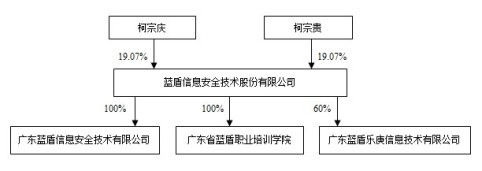 柯宗庆 柯宗贵
19.07% 19.07%
蓝盾信息安全技术股份有限公司
100% 100% 60%
广东蓝盾信息安全技术有限公司 广东省蓝盾职业培训学院 广东蓝盾乐庚信息技术有限公司